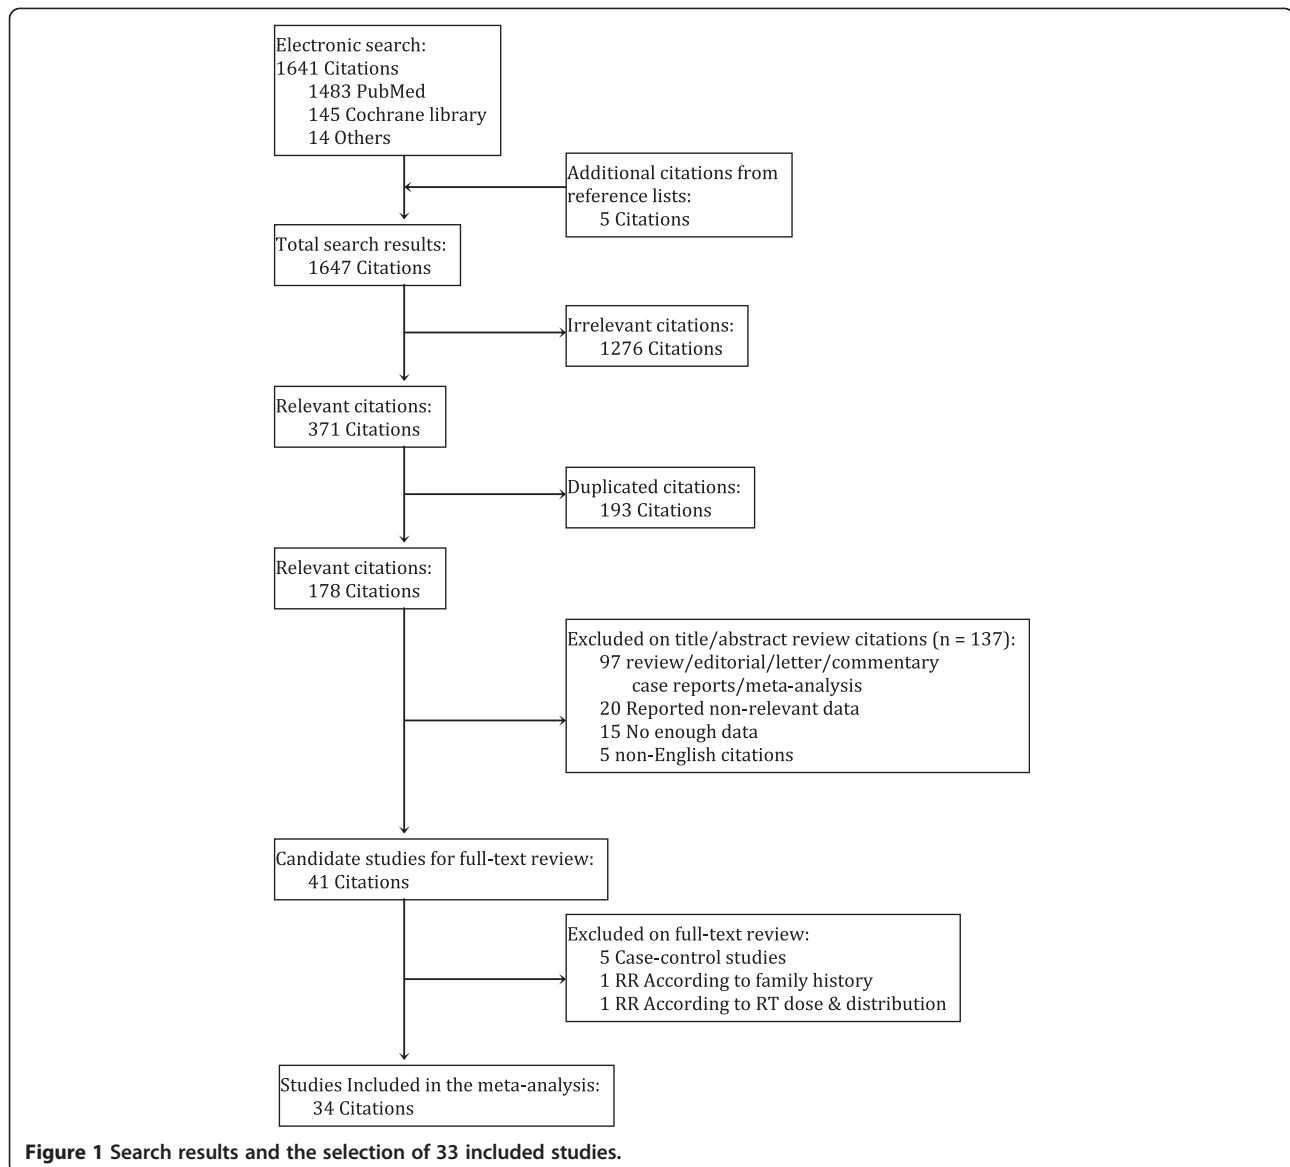 Electronic search:
1641 Citations
1483 PubMed
145 Cochrane library
14 Others
Additional citations from
reference lists:
5 Citations
Total search results:
1647 Citations
Irrelevant citations:
1276 Citations
Relevant citations:
371 Citations
Duplicated citations:
193 Citations
Relevant citations:
178 Citations
Excluded on title/abstract review citations (n = 137):
97 review/editorial/letter/commentary
case reports/meta-analysis
20 Reported non-relevant data
15 No enough data
5 non-English citations
Candidate studies for full-text review:
41 Citations
Excluded on full-text review:
5 Case-control studies
1 RR According to family history
1 RR According to RT dose & distribution
Studies Included in the meta-analysis:
34 Citations
Figure 1 Search results and the selection of 33 included studies.